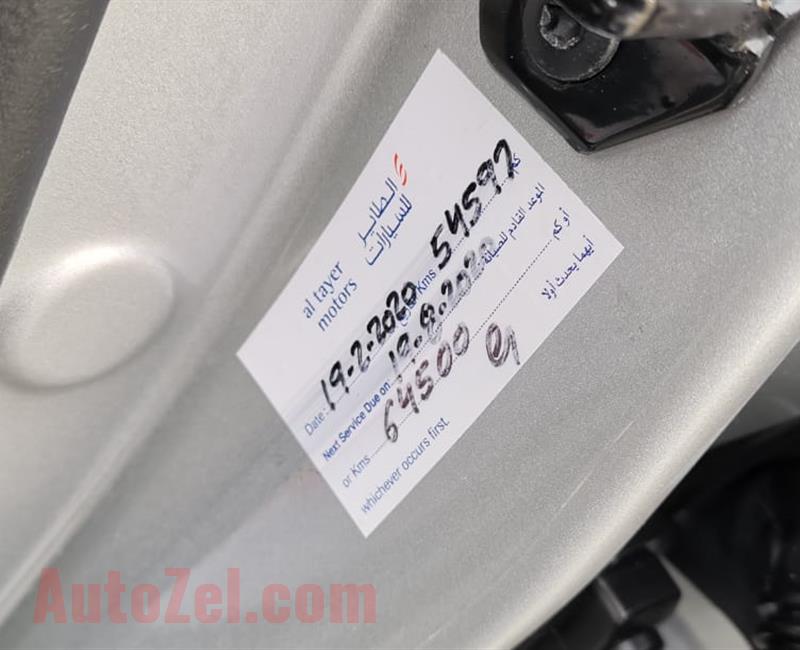 الطاير
للسيارات
al tayer
motors
Date: 19-2-2020 Kms 54597 كم
Next Service Due on 19.8.2020 الموعد القادم للصيانة
or Kms 64500 أو كم
whichever occurs first. أيهما يحدث أولا
AutoZel.com